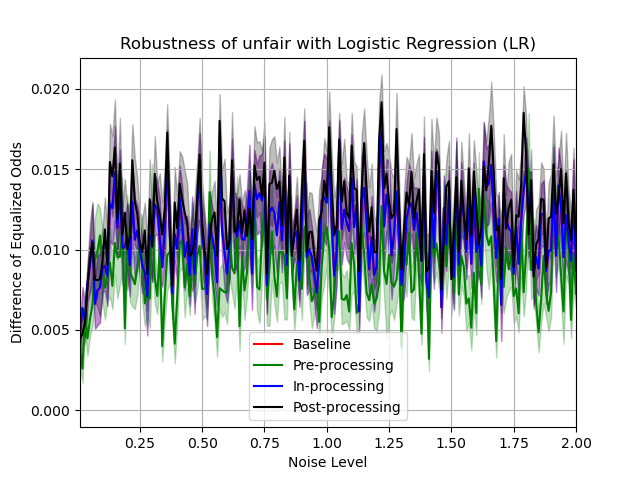 Robustness of unfair with Logistic Regression (LR)
Difference of Equalized Odds
0.020
0.015
0.010
0.005
0.000
Baseline
Pre-processing
In-processing
Post-processing
0.25 0.50 0.75 1.00 1.25 1.50 1.75 2.00
Noise Level